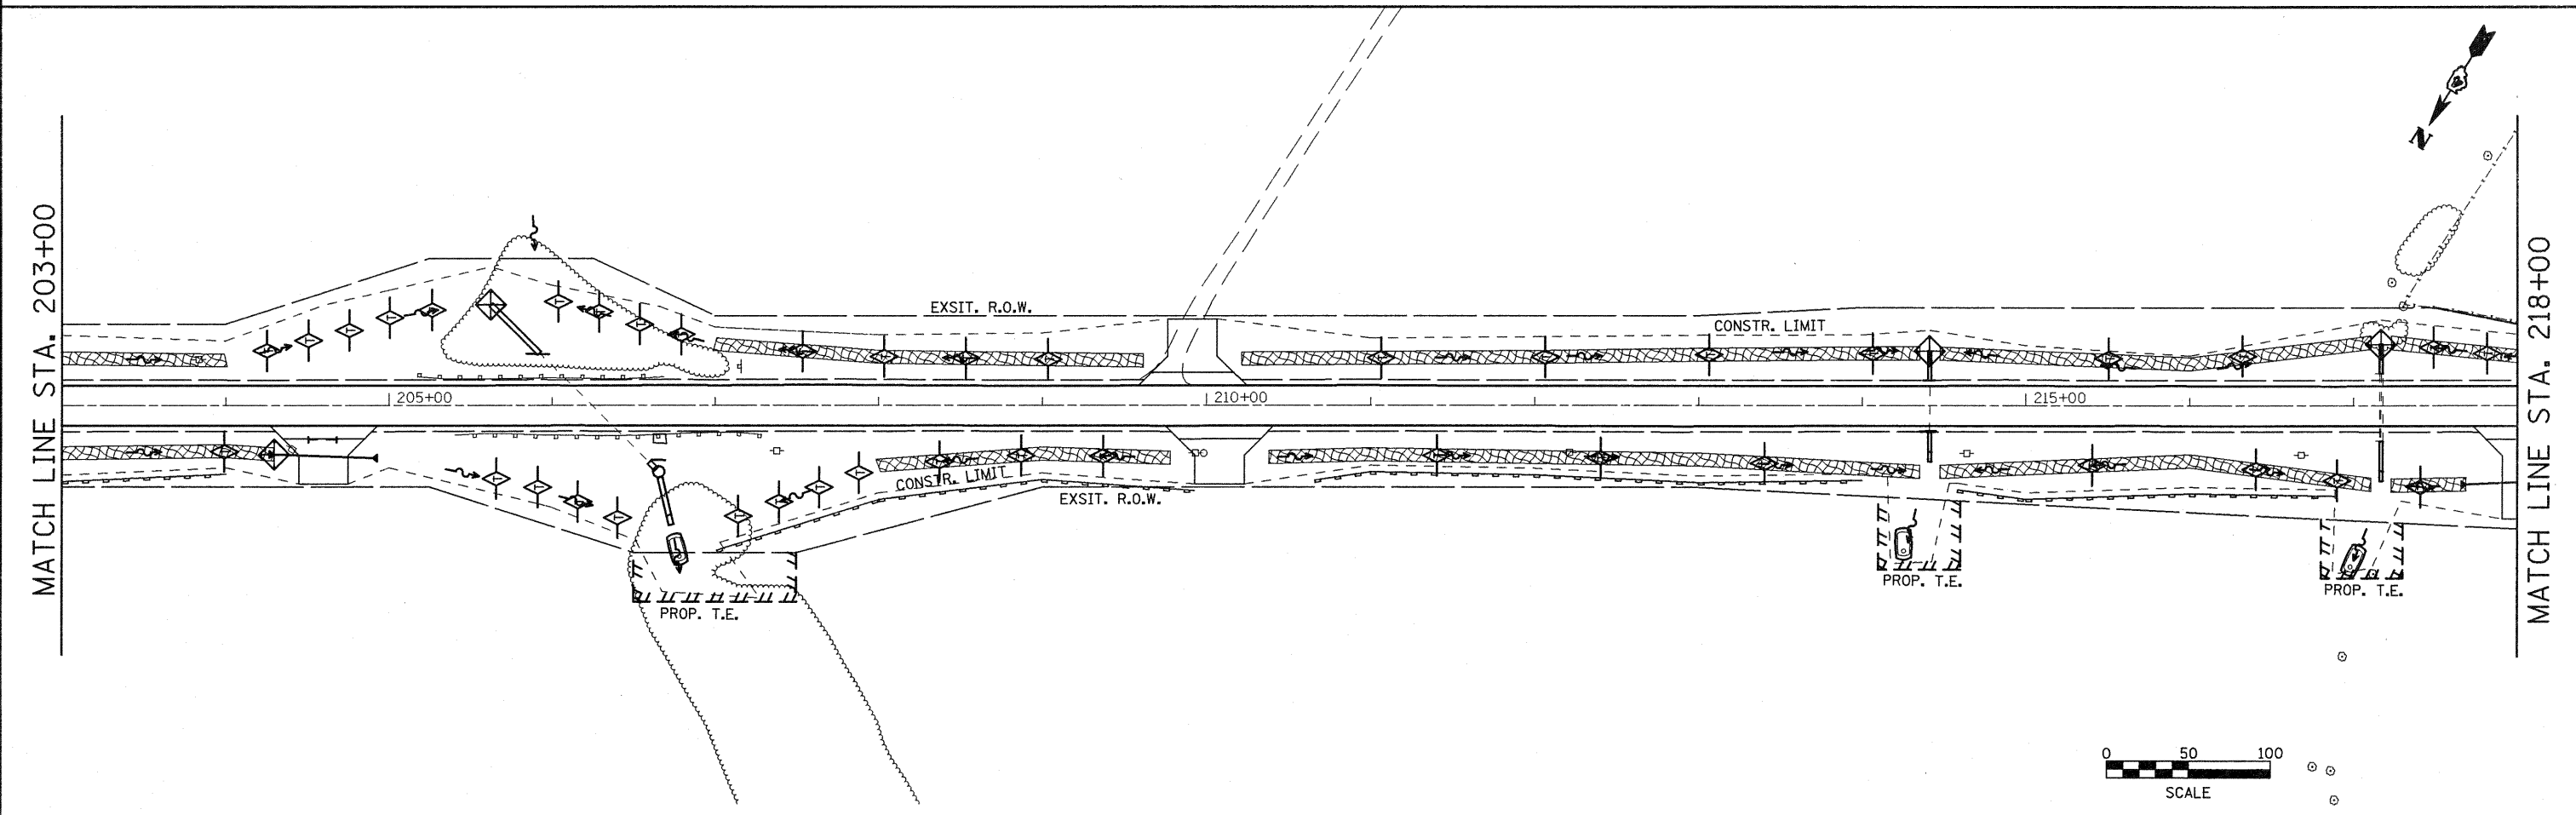 N
MATCH LINE STA. 203+00
MATCH LINE STA. 218+00
EXSIT. R.O.W.
CONSTR. LIMIT
205+00
210+00
215+00
CONSTR. LIMIT
EXSIT. R.O.W.
PROP. T.E.
PROP. T.E.
PROP. T.E.
0 50 100
SCALE